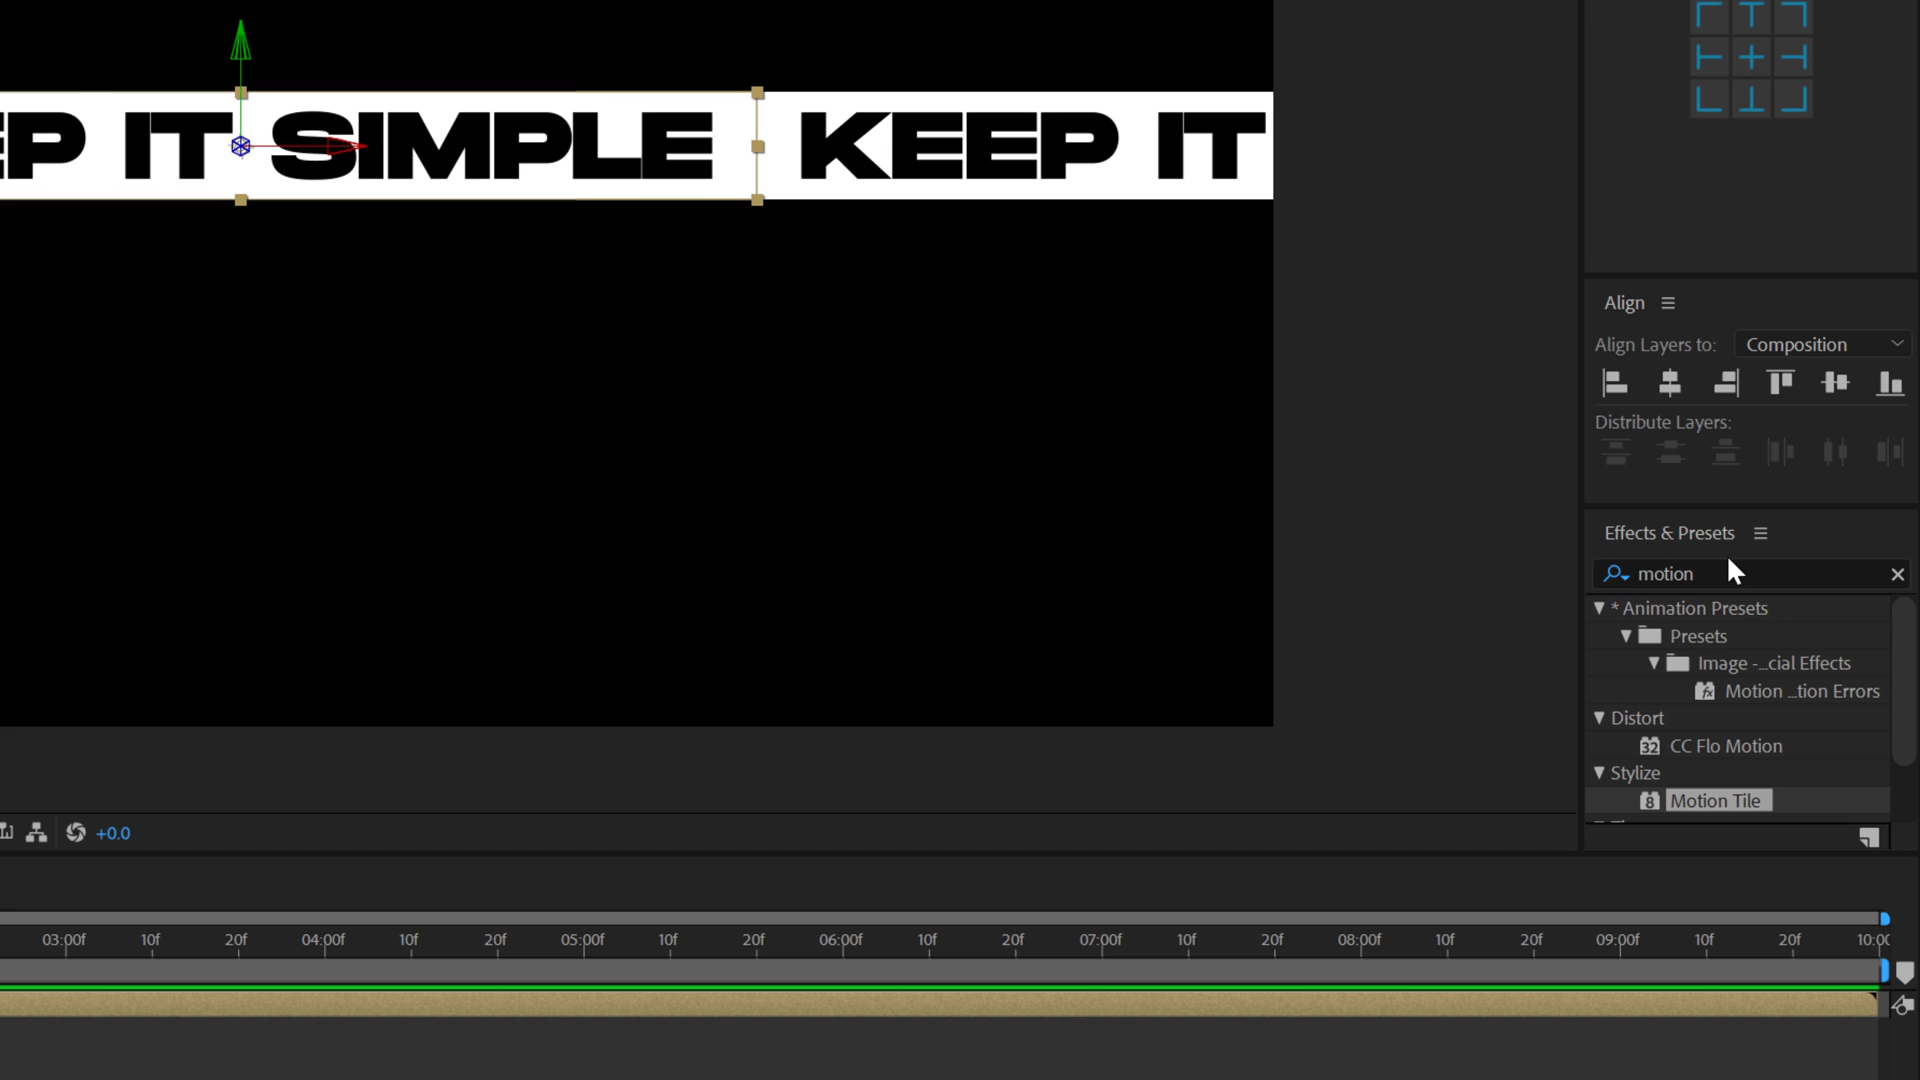 EP IT SIMPLE KEEP IT
Align
Align Layers to: Composition
Distribute Layers:
Effects & Presets
motion
* Animation Presets
Presets
Image -...cial Effects
Motion ...tion Errors
Distort
32 CC Flo Motion
Stylize
8 Motion Tile
+0.0
03:00f 10f 20f 04:00f 10f 20f 05:00f 10f 20f 06:00f 10f 20f 07:00f 10f 20f 08:00f 10f 20f 09:00f 10f 20f 10:00